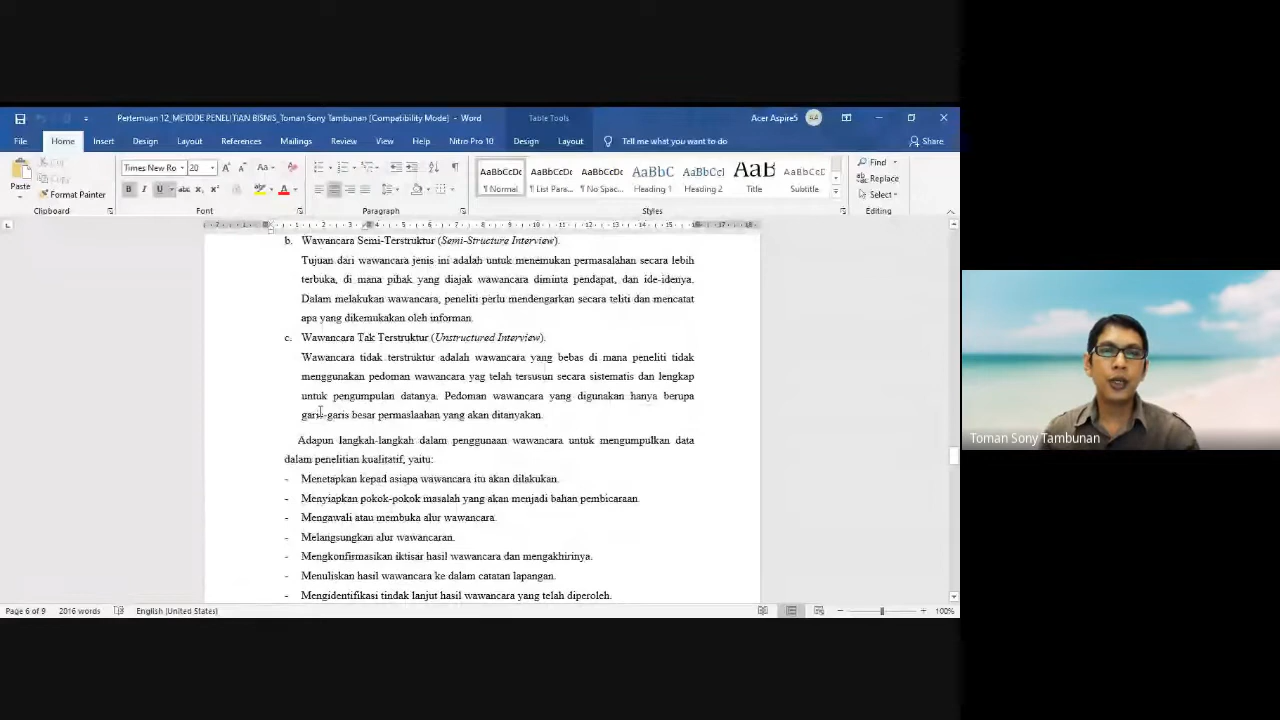 Pertemuan 12_METODE PENELITIAN BISNIS_Toman Sony Tambunan [Compatibility Mode] - Word
Table Tools
Acer Aspire5
AA
File Home Insert Design Layout References Mailings Review View Help Nitro Pro 10 Design Layout Tell me what you want to do Share
Paste
Cut
Copy
Format Painter
Clipboard
Times New Ro 20
Font
Paragraph
AaBbCcDc ¶ Normal
AaBbCcDc ¶ List Para...
AaBbCcDc ¶ No Spac...
AaBbC Heading 1
AaBbCcI Heading 2
AaB Title
AaBbCcD Subtitle
Styles
Find
Replace
Select
Editing
b. Wawancara Semi-Terstruktur (Semi-Structure Interview).
Tujuan dari wawancara jenis ini adalah untuk menemukan permasalahan secara lebih
terbuka, di mana pihak yang diajak wawancara diminta pendapat, dan ide-idenya.
Dalam melakukan wawancara, peneliti perlu mendengarkan secara teliti dan mencatat
apa yang dikemukakan oleh informan.
c. Wawancara Tak Terstruktur (Unstructured Interview).
Wawancara tidak terstruktur adalah wawancara yang bebas di mana peneliti tidak
menggunakan pedoman wawancara yag telah tersusun secara sistematis dan lengkap
untuk pengumpulan datanya. Pedoman wawancara yang digunakan hanya berupa
garis-garis besar permaslaahan yang akan ditanyakan.
Adapun langkah-langkah dalam penggunaan wawancara untuk mengumpulkan data
dalam penelitian kualitatif, yaitu:
- Menetapkan kepad asiapa wawancara itu akan dilakukan.
- Menyiapkan pokok-pokok masalah yang akan menjadi bahan pembicaraan.
- Mengawali atau membuka alur wawancara.
- Melangsungkan alur wawancaran.
- Mengkonfirmasikan iktisar hasil wawancara dan mengakhirinya.
- Menuliskan hasil wawancara ke dalam catatan lapangan.
- Mengidentifikasi tindak lanjut hasil wawancara yang telah diperoleh.
Page 6 of 9 2016 words English (United States) 100%
Toman Sony Tambunan